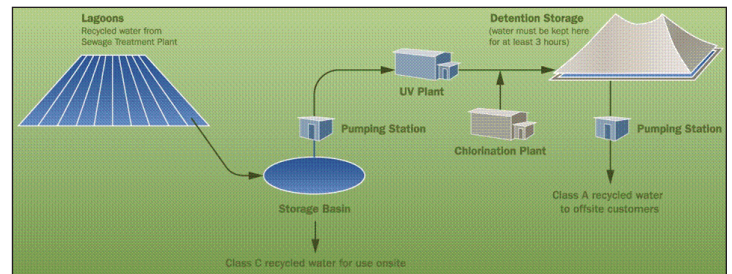 Lagoons
Recycled water from
Sewage Treatment Plant
Detention Storage
(water must be kept here
for at least 3 hours)
UV Plant
Pumping Station
Chlorination Plant
Pumping Station
Storage Basin
Class A recycled water
to offsite customers
Class C recycled water for use onsite